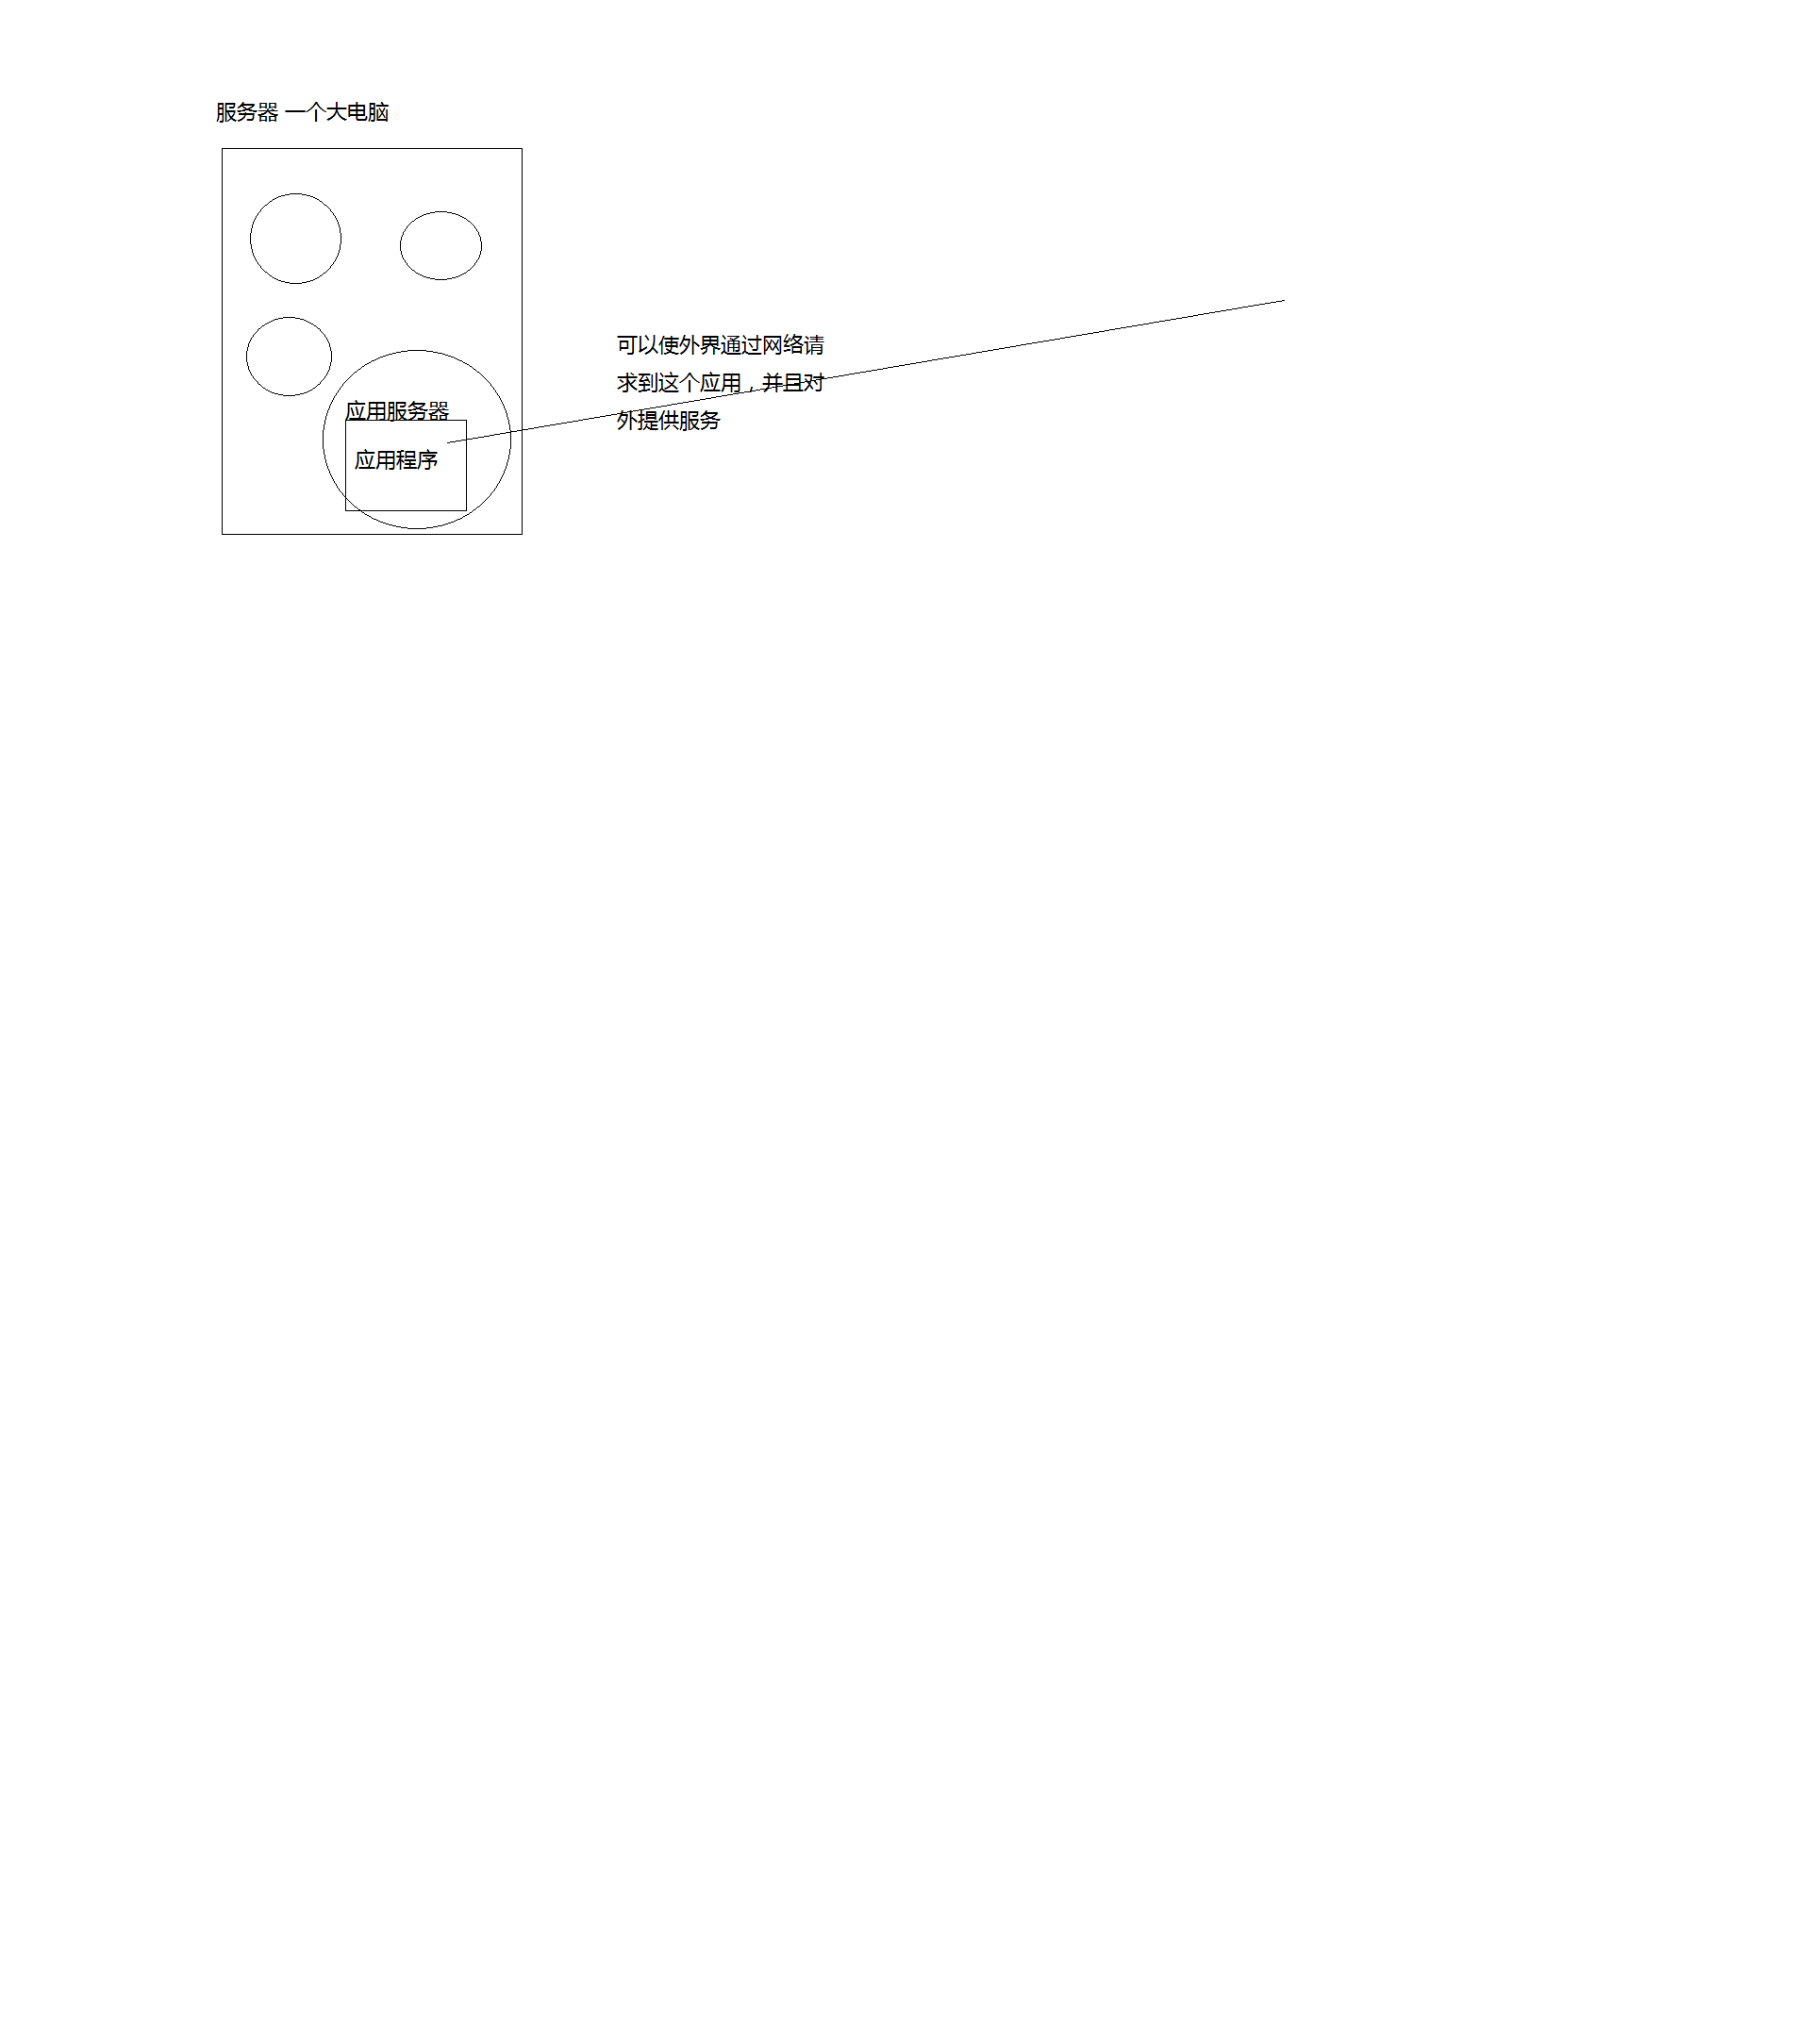 服务器 一个大电脑
可以使外界通过网络请
求到这个应用，并且对
外提供服务
应用服务器
应用程序